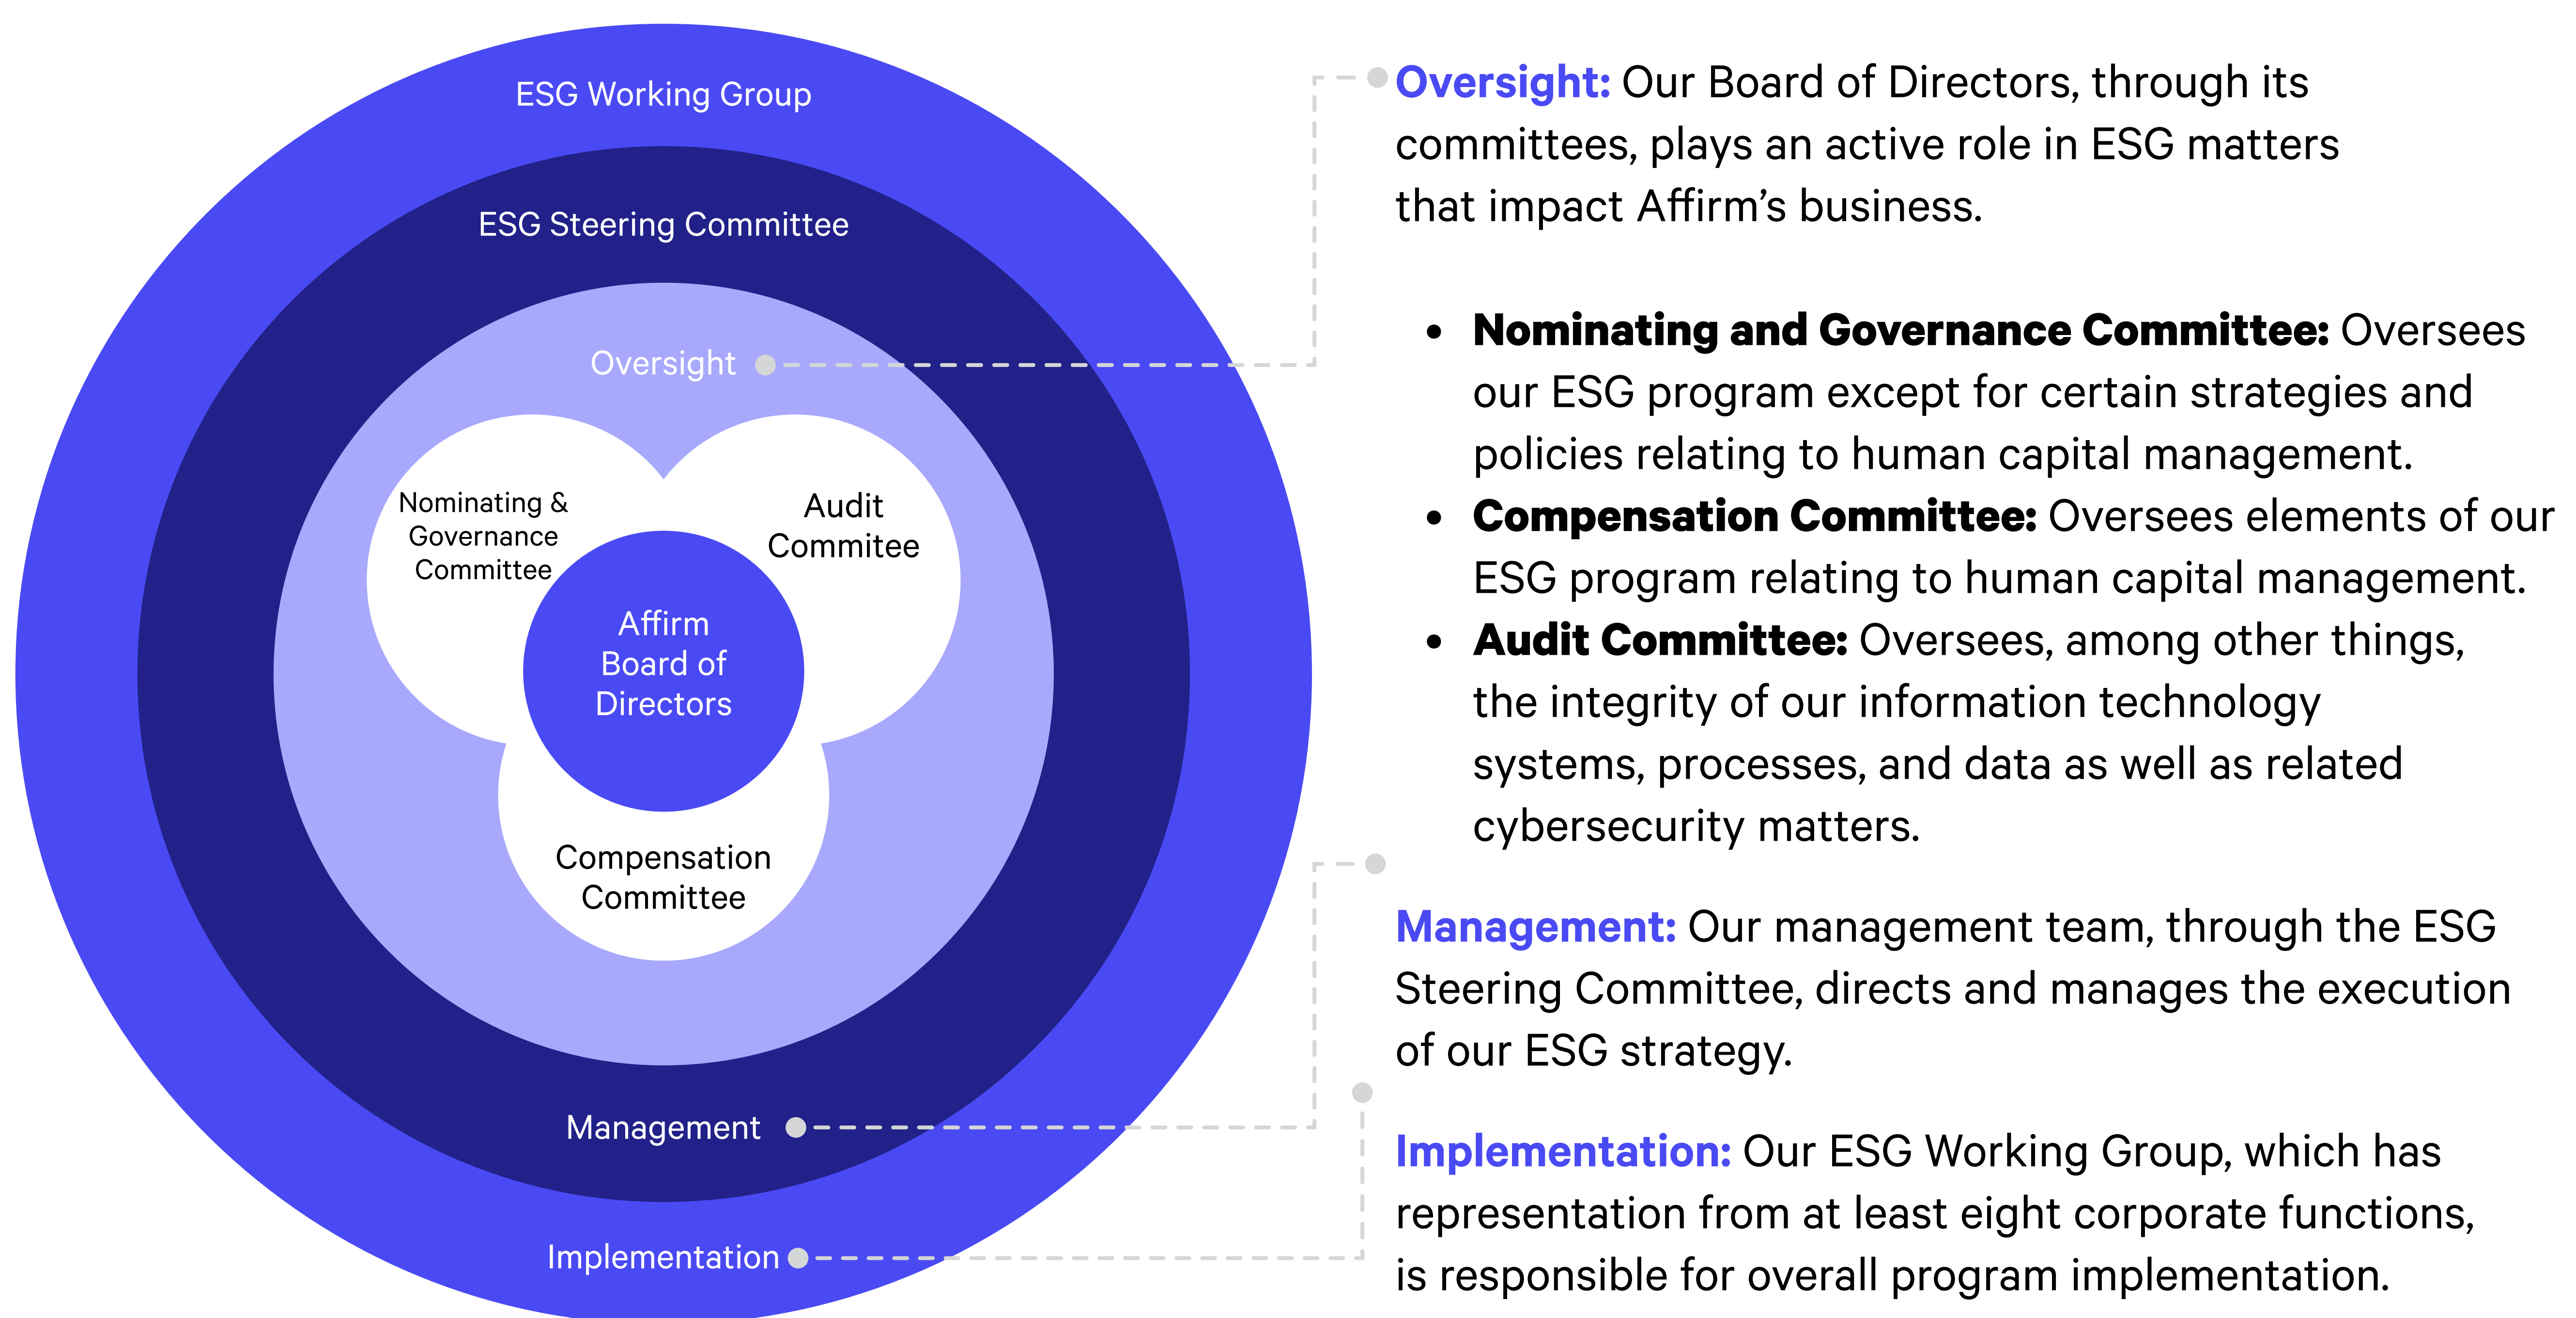 ESG Working Group
ESG Steering Committee
Oversight
Nominating &
Governance
Committee
Audit
Commitee
Affirm
Board of
Directors
Compensation
Committee
Management
Implementation
Oversight: Our Board of Directors, through its
committees, plays an active role in ESG matters
that impact Affirm’s business.
• Nominating and Governance Committee: Oversees
our ESG program except for certain strategies and
policies relating to human capital management.
• Compensation Committee: Oversees elements of our
ESG program relating to human capital management.
• Audit Committee: Oversees, among other things,
the integrity of our information technology
systems, processes, and data as well as related
cybersecurity matters.
Management: Our management team, through the ESG
Steering Committee, directs and manages the execution
of our ESG strategy.
Implementation: Our ESG Working Group, which has
representation from at least eight corporate functions,
is responsible for overall program implementation.